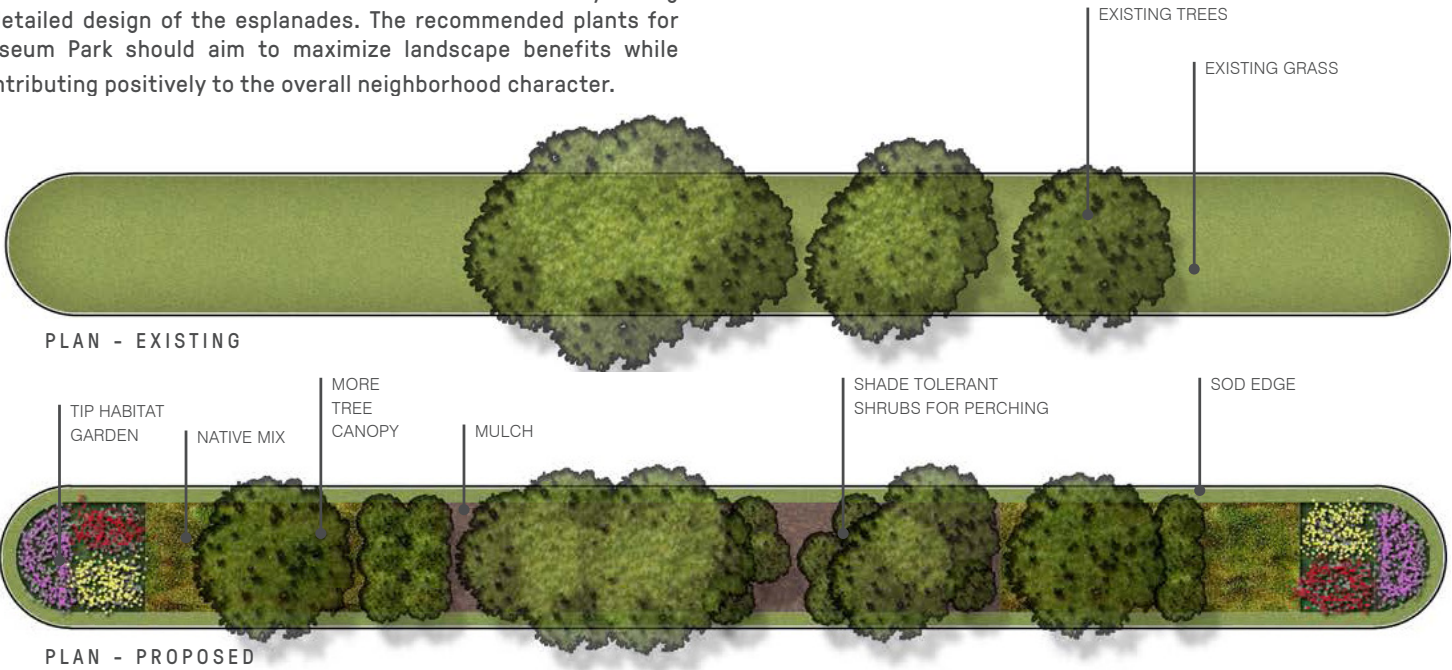 etailed design of the esplanades. The recommended plants for
seum Park should aim to maximize landscape benefits while
ntributing positively to the overall neighborhood character.
EXISTING TREES
EXISTING GRASS
PLAN - EXISTING
TIP HABITAT
GARDEN
NATIVE MIX
MORE
TREE
CANOPY
MULCH
SHADE TOLERANT
SHRUBS FOR PERCHING
SOD EDGE
PLAN - PROPOSED